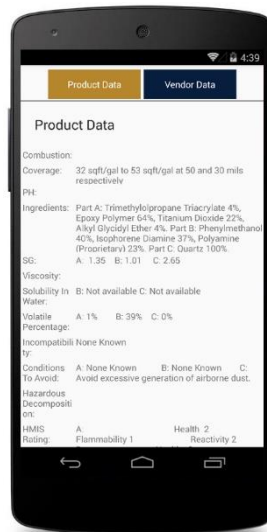 4:39
Product Data Vendor Data
Product Data
Combustion:
Coverage: 32 sqft/gal to 53 sqft/gal at 50 and 30 mils
respectively
PH:
Ingredients: Part A: Trimethylolpropane Triacrylate 4%,
Epoxy Polymer 64%, Titanium Dioxide 22%,
Alkyl Glycidyl Ether 4%. Part B: Phenylmethanol
40%, Isophorene Diamine 37%, Polyamine
(Proprietary) 23% Part C: Quartz 100%
SG: A: 1.35 B: 1.01 C: 2.65
Viscosity:
Solubility In B: Not available C: Not available
Water:
Volatile A: 1% B: 39% C: 0%
Percentage:
Incompatibili None Known
ty:
Conditions A: None Known B: None Known C:
To Avoid: Avoid excessive generation of airborne dust.
Hazardous
Decompositi
on:
HMIS A: Health 2
Rating: Flammability 1 Reactivity 2